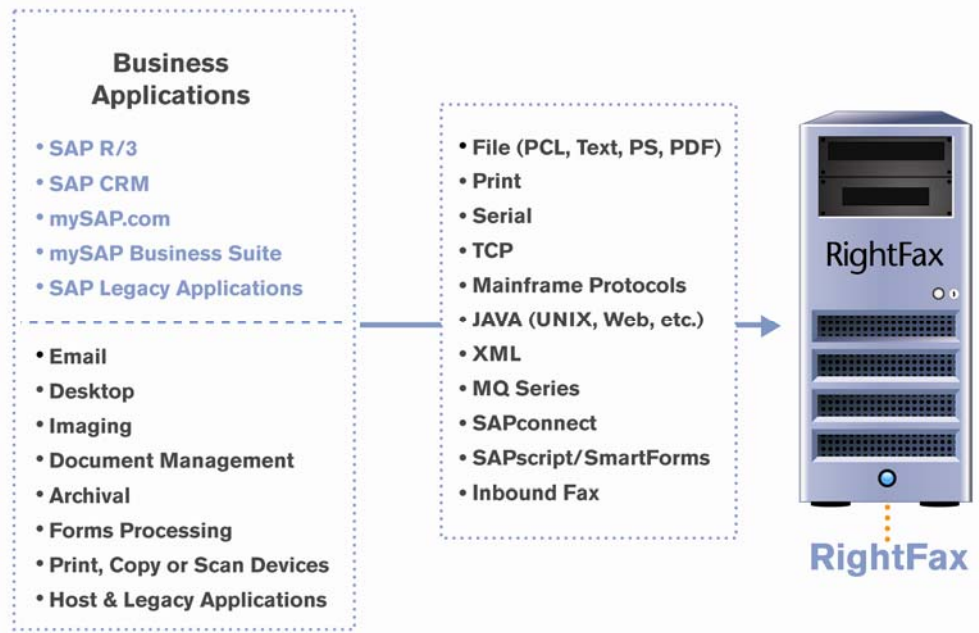 Business
Applications
• SAP R/3
• SAP CRM
• mySAP.com
• mySAP Business Suite
• SAP Legacy Applications
• Email
• Desktop
• Imaging
• Document Management
• Archival
• Forms Processing
• Print, Copy or Scan Devices
• Host & Legacy Applications
• File (PCL, Text, PS, PDF)
• Print
• Serial
• TCP
• Mainframe Protocols
• JAVA (UNIX, Web, etc.)
• XML
• MQ Series
• SAPconnect
• SAPscript/SmartForms
• Inbound Fax
RightFax
RightFax